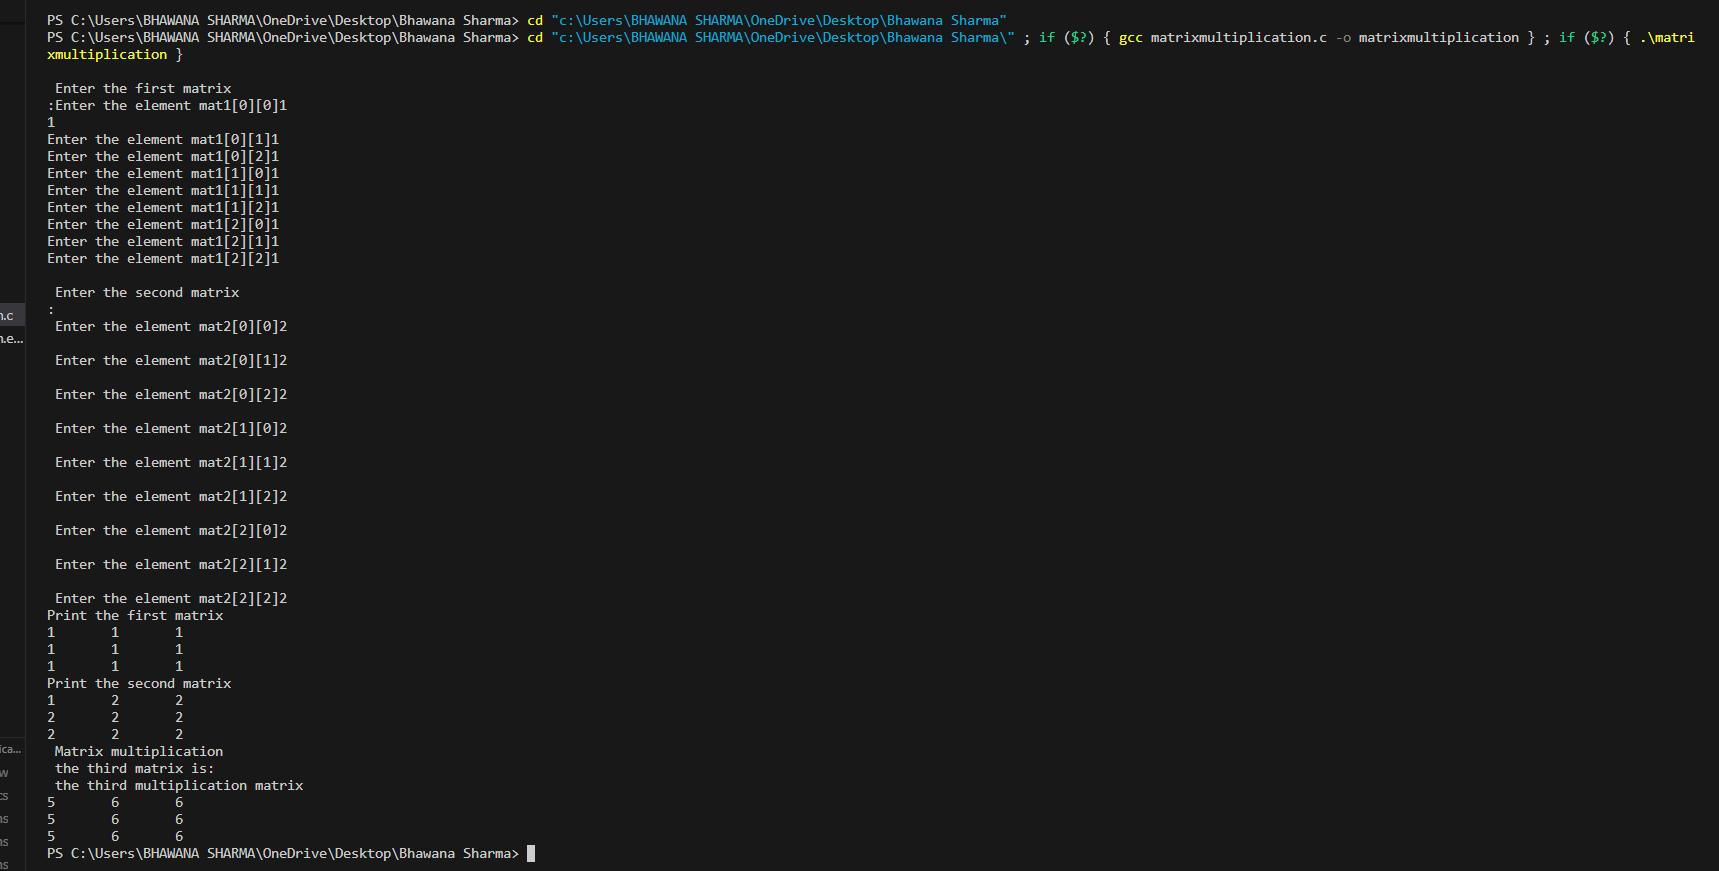 PS C:\Users\BHAWANA SHARMA\OneDrive\Desktop\Bhawana Sharma> cd "c:\Users\BHAWANA SHARMA\OneDrive\Desktop\Bhawana Sharma"
PS C:\Users\BHAWANA SHARMA\OneDrive\Desktop\Bhawana Sharma> cd "c:\Users\BHAWANA SHARMA\OneDrive\Desktop\Bhawana Sharma\" ; if ($?) { gcc matrixmultiplication.c -o matrixmultiplication } ; if ($?) { .\matri
xmultiplication }
Enter the first matrix
:Enter the element mat1[0][0]1
1
Enter the element mat1[0][1]1
Enter the element mat1[0][2]1
Enter the element mat1[1][0]1
Enter the element mat1[1][1]1
Enter the element mat1[1][2]1
Enter the element mat1[2][0]1
Enter the element mat1[2][1]1
Enter the element mat1[2][2]1
Enter the second matrix
:
Enter the element mat2[0][0]2
Enter the element mat2[0][1]2
Enter the element mat2[0][2]2
Enter the element mat2[1][0]2
Enter the element mat2[1][1]2
Enter the element mat2[1][2]2
Enter the element mat2[2][0]2
Enter the element mat2[2][1]2
Enter the element mat2[2][2]2
Print the first matrix
1 1 1
1 1 1
1 1 1
Print the second matrix
1 2 2
2 2 2
2 2 2
Matrix multiplication
the third matrix is:
the third multiplication matrix
5 6 6
5 6 6
5 6 6
PS C:\Users\BHAWANA SHARMA\OneDrive\Desktop\Bhawana Sharma>